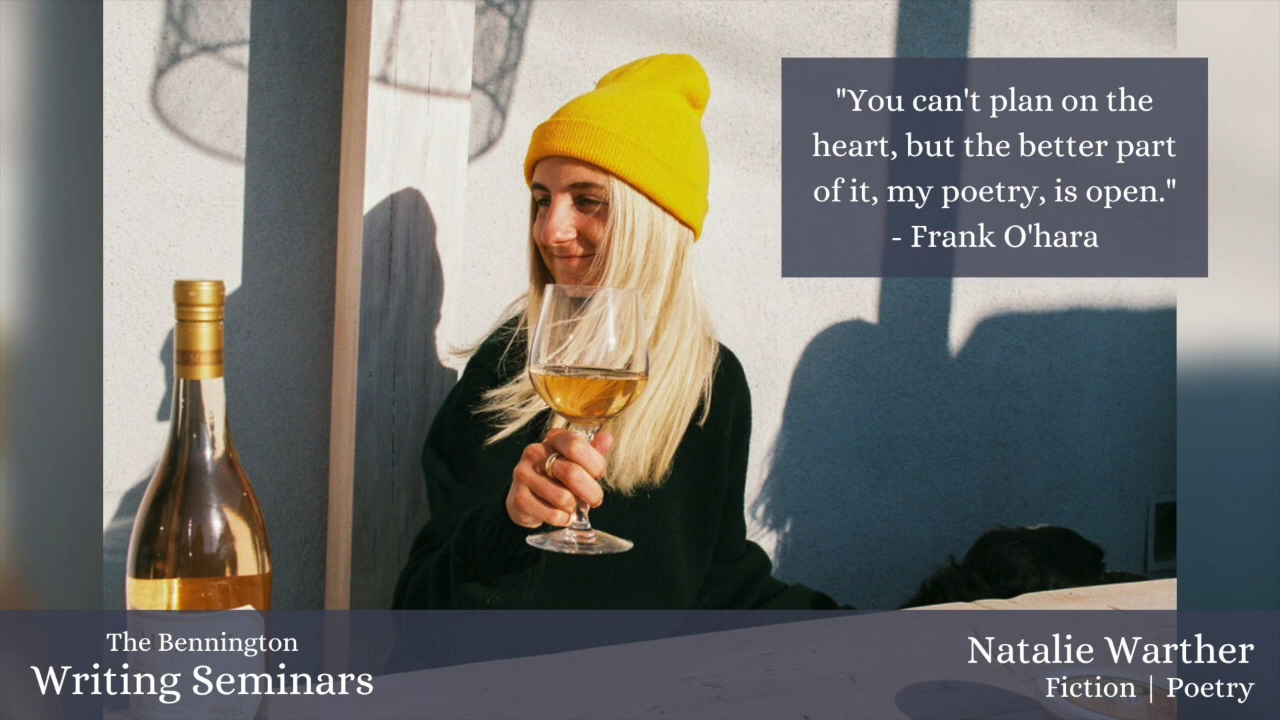 "You can't plan on the
heart, but the better part
of it, my poetry, is open."
- Frank O'hara
The Bennington
Writing Seminars
Natalie Warther
Fiction | Poetry